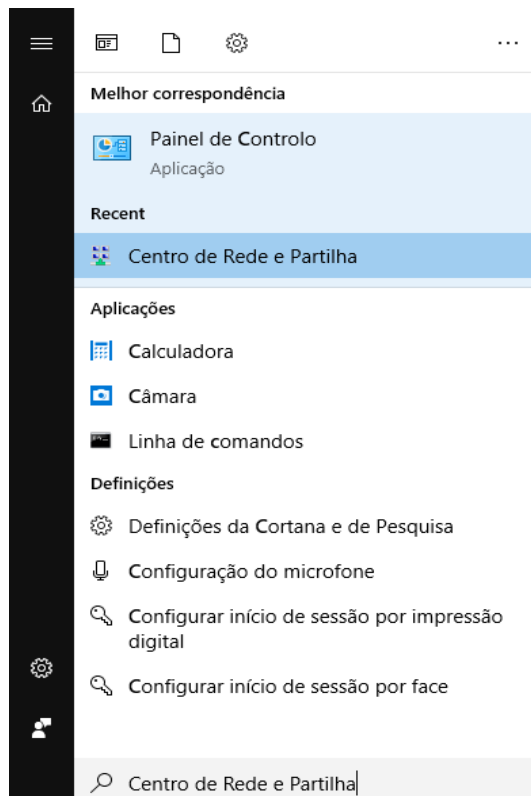 Melhor correspondência
Painel de Controlo
Aplicação
Recent
Centro de Rede e Partilha
Aplicações
Calculadora
Câmara
Linha de comandos
Definições
Definições da Cortana e de Pesquisa
Configuração do microfone
Configurar início de sessão por impressão
digital
Configurar início de sessão por face
Centro de Rede e Partilha